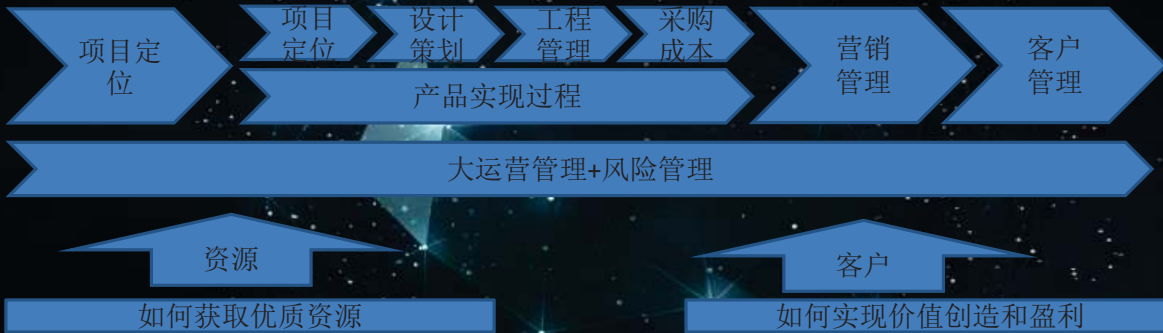 项目定
位
项目
定位
设计
策划
工程
管理
采购
成本
产品实现过程
营销
管理
客户
管理
大运营管理+风险管理
资源
客户
如何获取优质资源
如何实现价值创造和盈利